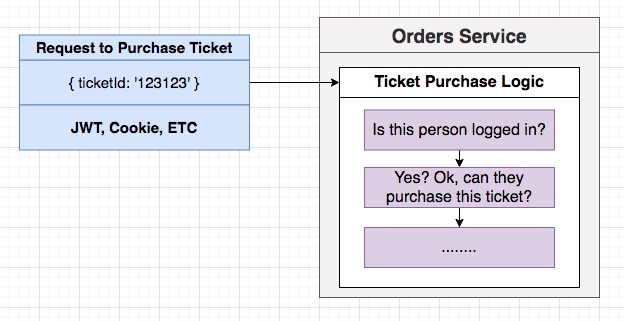 Request to Purchase Ticket
{ ticketId: '123123' }
JWT, Cookie, ETC
Orders Service
Ticket Purchase Logic
Is this person logged in?
Yes? Ok, can they
purchase this ticket?
........